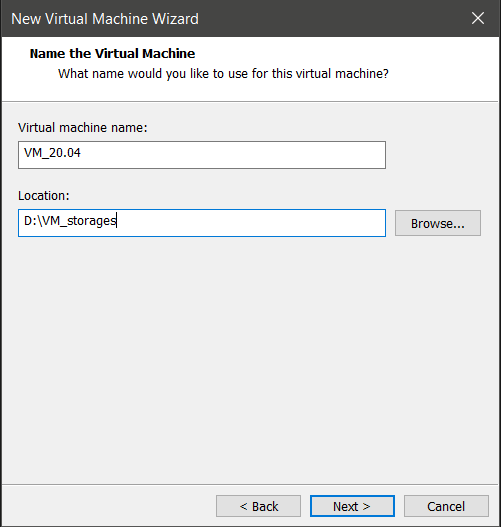 New Virtual Machine Wizard
Name the Virtual Machine
What name would you like to use for this virtual machine?
Virtual machine name:
VM_20.04
Location:
D:\VM_storages
Browse...
< Back
Next >
Cancel